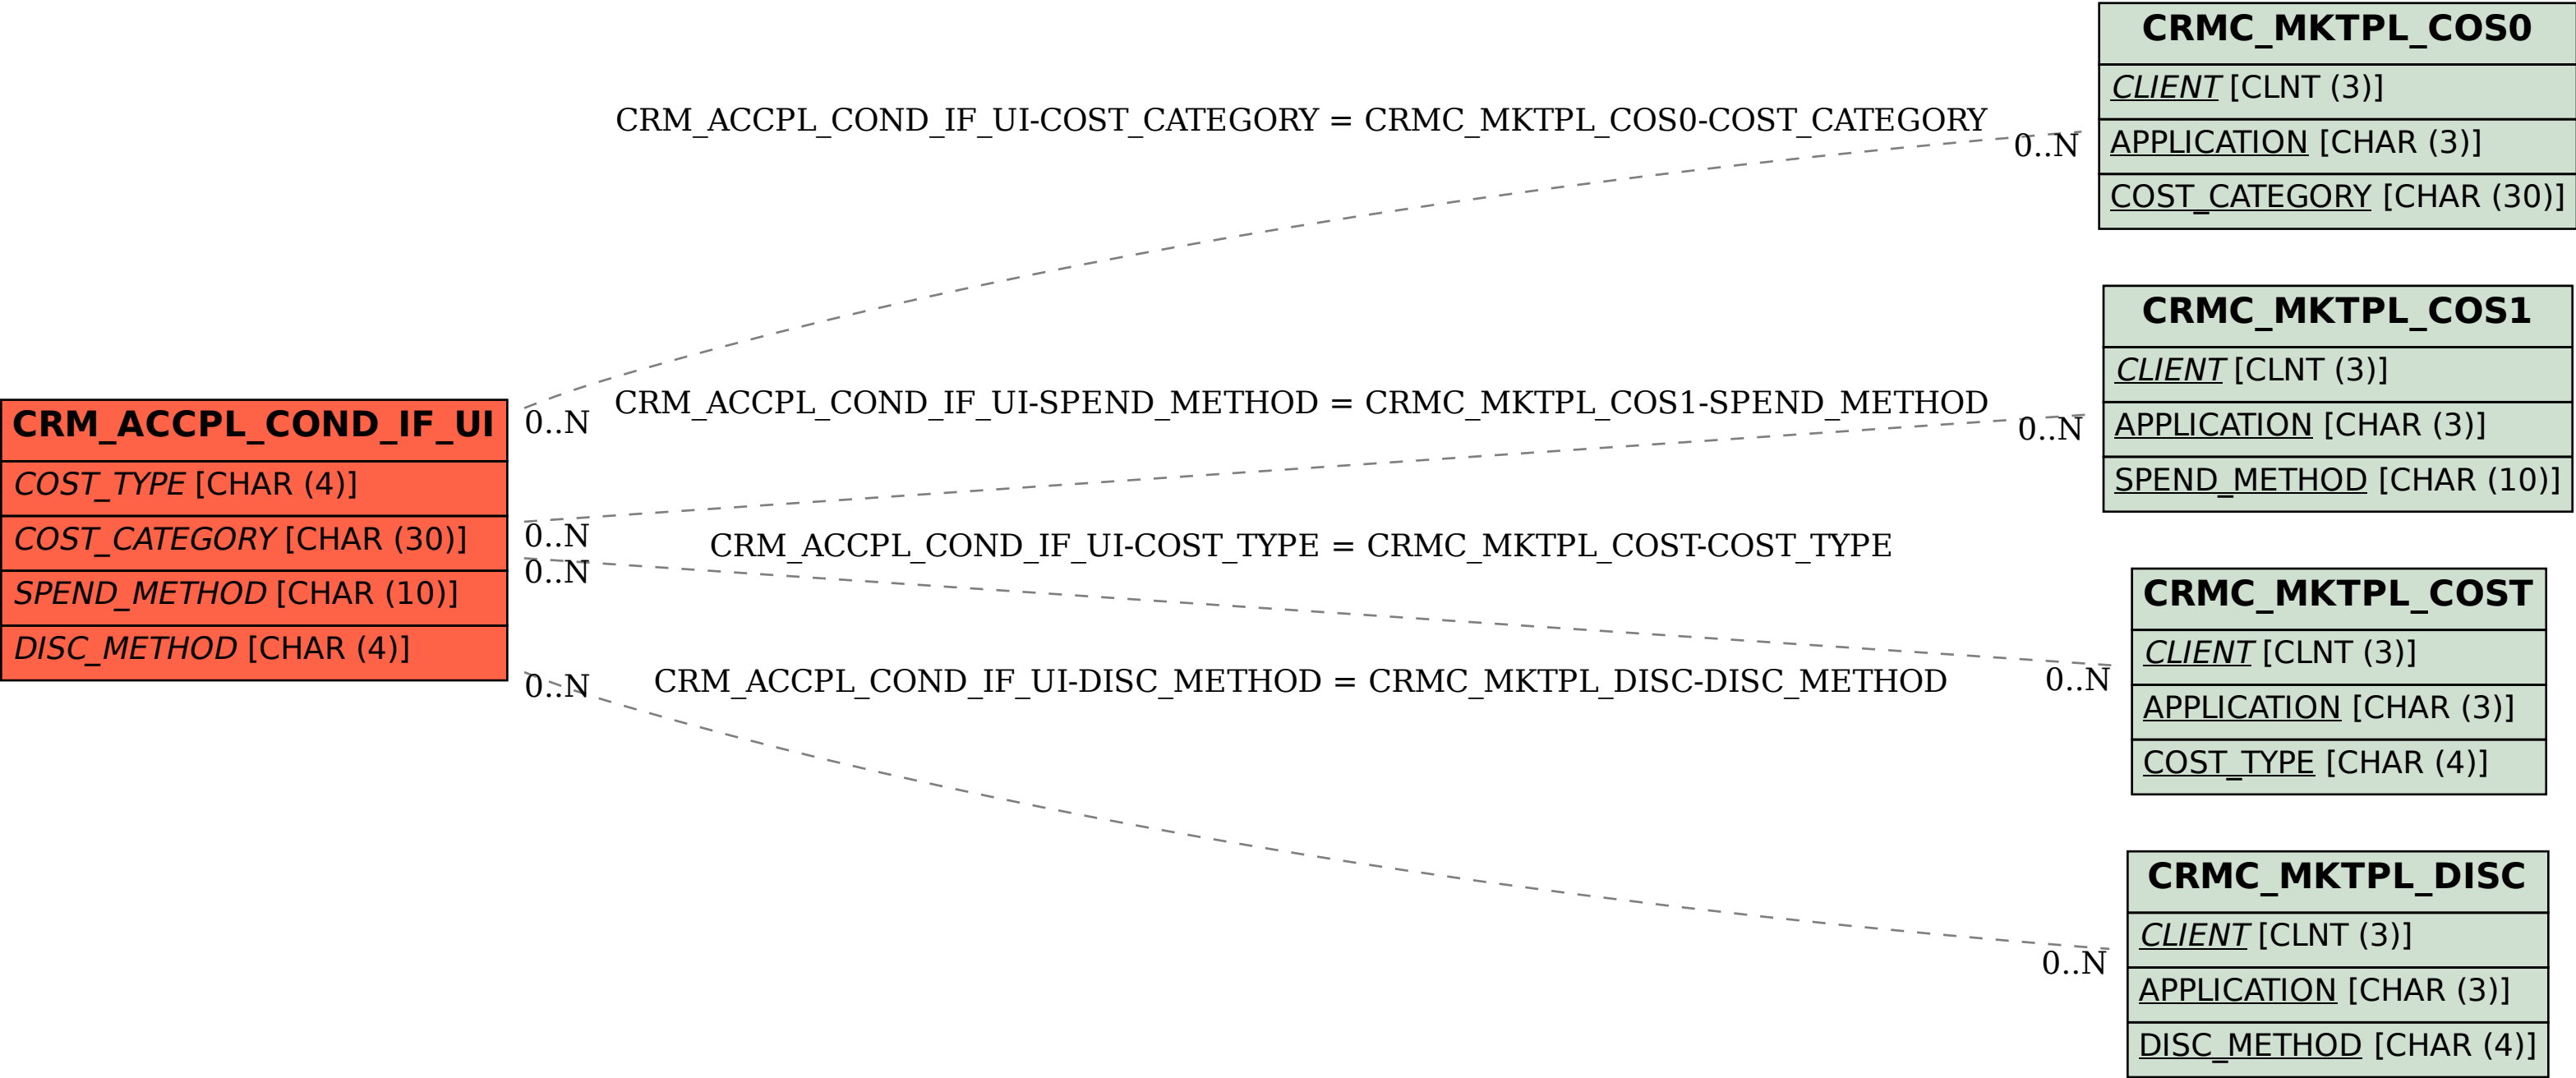 CRM_ACCPL_COND_IF_UI
COST_TYPE [CHAR (4)]
COST_CATEGORY [CHAR (30)]
SPEND_METHOD [CHAR (10)]
DISC_METHOD [CHAR (4)]
CRM_ACCPL_COND_IF_UI-COST_CATEGORY = CRMC_MKTPL_COS0-COST_CATEGORY
0..N
0..N
CRM_ACCPL_COND_IF_UI-SPEND_METHOD = CRMC_MKTPL_COS1-SPEND_METHOD
0..N
0..N
CRM_ACCPL_COND_IF_UI-COST_TYPE = CRMC_MKTPL_COST-COST_TYPE
0..N
0..N
CRM_ACCPL_COND_IF_UI-DISC_METHOD = CRMC_MKTPL_DISC-DISC_METHOD
0..N
0..N
CRMC_MKTPL_COS0
CLIENT [CLNT (3)]
APPLICATION [CHAR (3)]
COST_CATEGORY [CHAR (30)]
CRMC_MKTPL_COS1
CLIENT [CLNT (3)]
APPLICATION [CHAR (3)]
SPEND_METHOD [CHAR (10)]
CRMC_MKTPL_COST
CLIENT [CLNT (3)]
APPLICATION [CHAR (3)]
COST_TYPE [CHAR (4)]
CRMC_MKTPL_DISC
CLIENT [CLNT (3)]
APPLICATION [CHAR (3)]
DISC_METHOD [CHAR (4)]